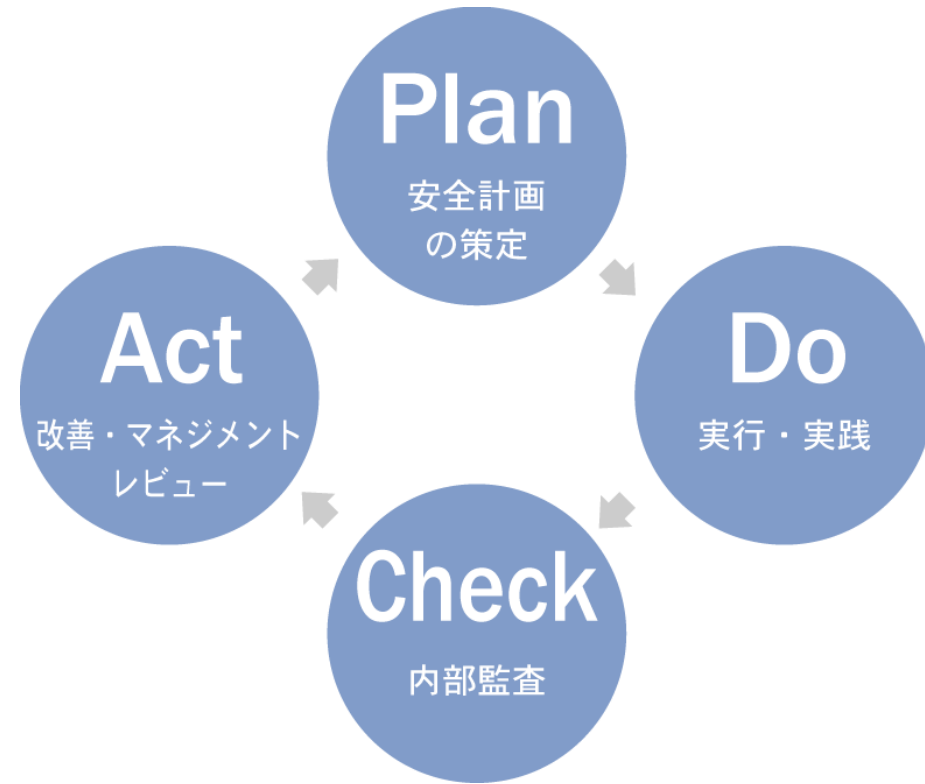 Plan
安全計画
の策定
Do
実行・実践
Check
内部監査
Act
改善・マネジメント
レビュー